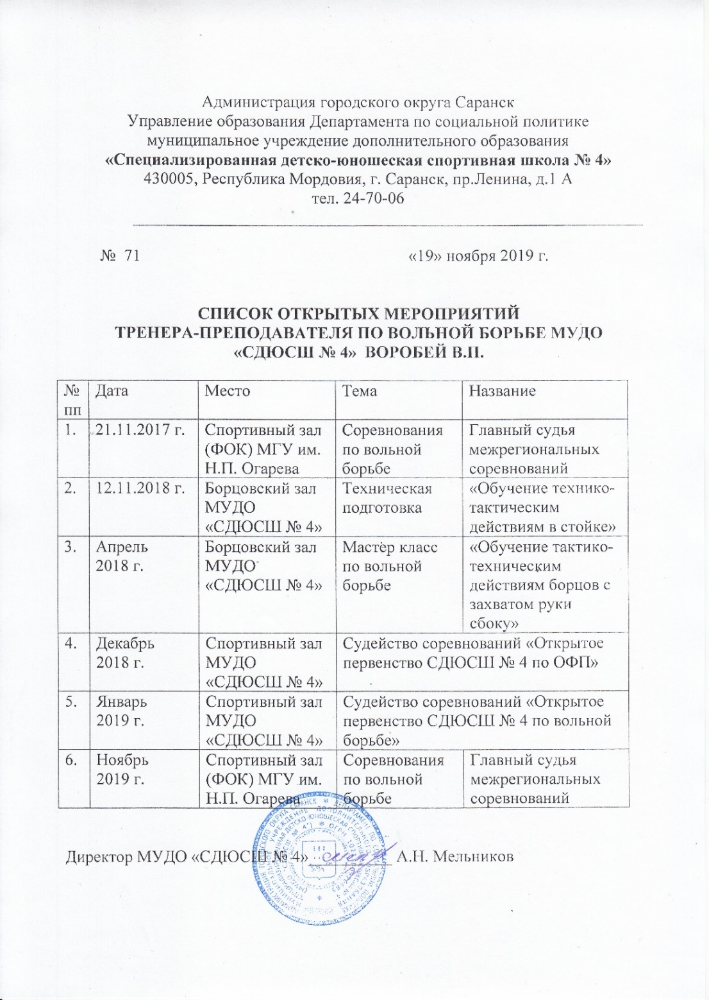 Администрация городского округа Саранск
Управление образования Департамента по социальной политике
муниципальное учреждение дополнительного образования
«Специализированная детско-юношеская спортивная школа № 4»
430005, Республика Мордовия, г. Саранск, пр.Ленина, д.1 А
тел. 24-70-06
№ 71 «19» ноября 2019 г.
СПИСОК ОТКРЫТЫХ МЕРОПРИЯТИЙ
ТРЕНЕРА-ПРЕПОДАВАТЕЛЯ ПО ВОЛЬНОЙ БОРЬБЕ МУДО
«СДЮСШ № 4» ВОРОБЕЙ В.П.
№ Дата Место Тема Название
пп
1. 21.11.2017 г. Спортивный зал Соревнования Главный судья
(ФОК) МГУ им. по вольной межрегиональных
Н.П. Огарева борьбе соревнований
2. 12.11.2018 г. Борцовский зал Техническая «Обучение технико-
МУДО подготовка тактическим
«СДЮСШ № 4» действиям в стойке»
3. Апрель Борцовский зал Мастер класс «Обучение тактико-
2018 г. МУДО по вольной техническим
«СДЮСШ № 4» борьбе действиям борцов с
захватом руки
сбоку»
4. Декабрь Спортивный зал Судейство соревнований «Открытое
2018 г. МУДО первенство СДЮСШ № 4 по ОФП»
«СДЮСШ № 4»
5. Январь Спортивный зал Судейство соревнований «Открытое
2019 г. МУДО первенство СДЮСШ № 4 по вольной
«СДЮСШ № 4» борьбе»
6. Ноябрь Спортивный зал Соревнования Главный судья
2019 г. (ФОК) МГУ им. по вольной межрегиональных
Н.П. Огарева борьбе соревнований
Директор МУДО «СДЮСШ № 4» А.Н. Мельников